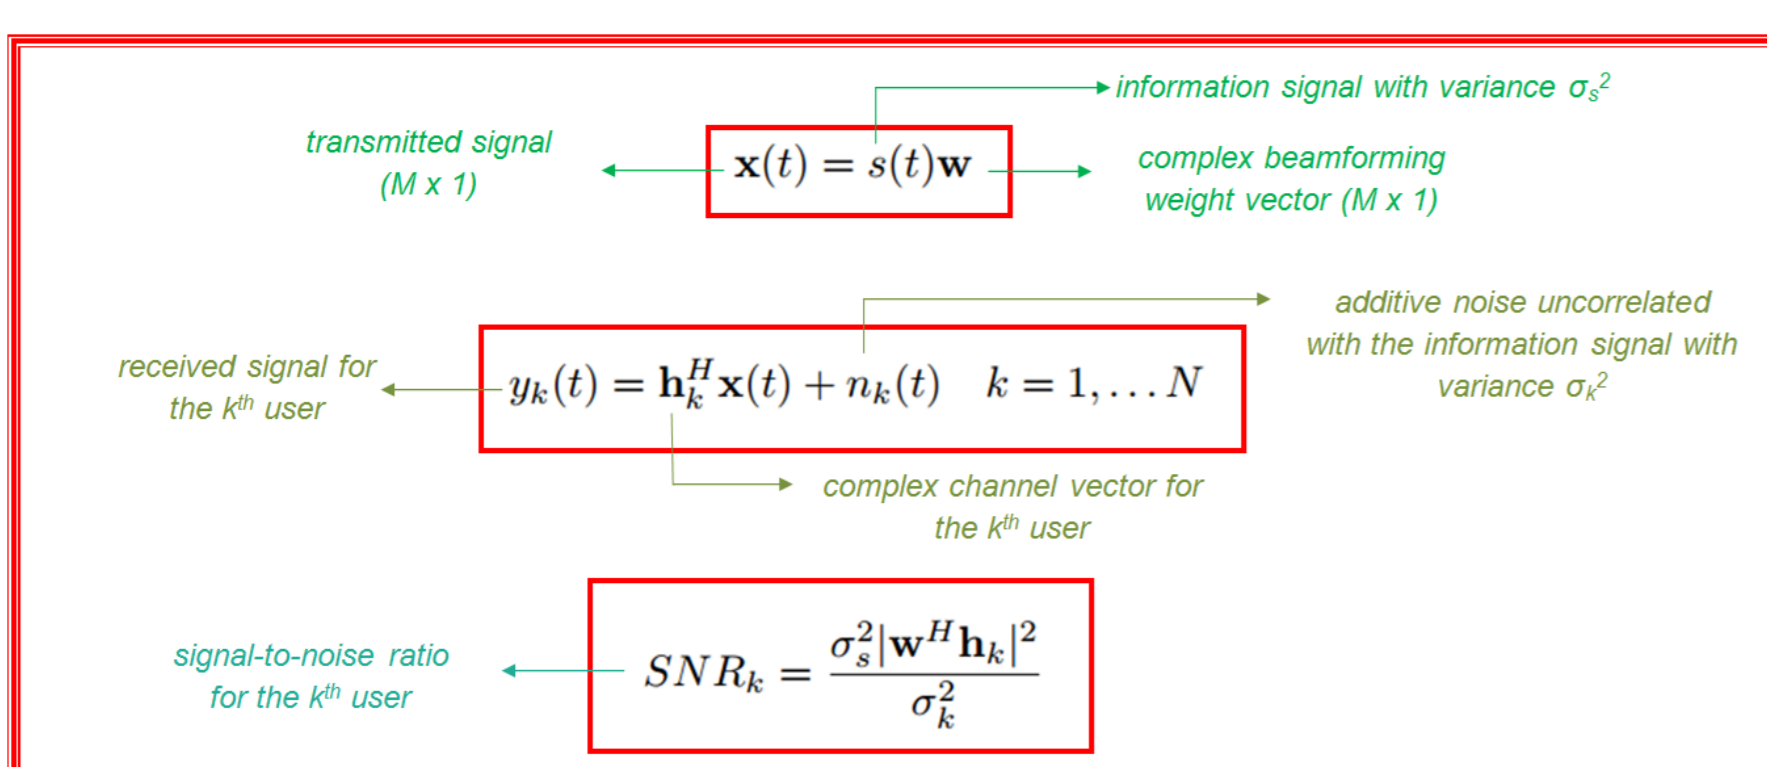 information signal with variance σₛ²
transmitted signal
(M x 1)
x(t) = s(t)w
complex beamforming
weight vector (M x 1)
additive noise uncorrelated
with the information signal with
variance σₖ²
received signal for
the kᵗʰ user
yₖ(t) = hₖᴴx(t) + nₖ(t)   k = 1, . . . N
complex channel vector for
the kᵗʰ user
signal-to-noise ratio
for the kᵗʰ user
SNRₖ = σₛ²|wᴴhₖ|² / σₖ²